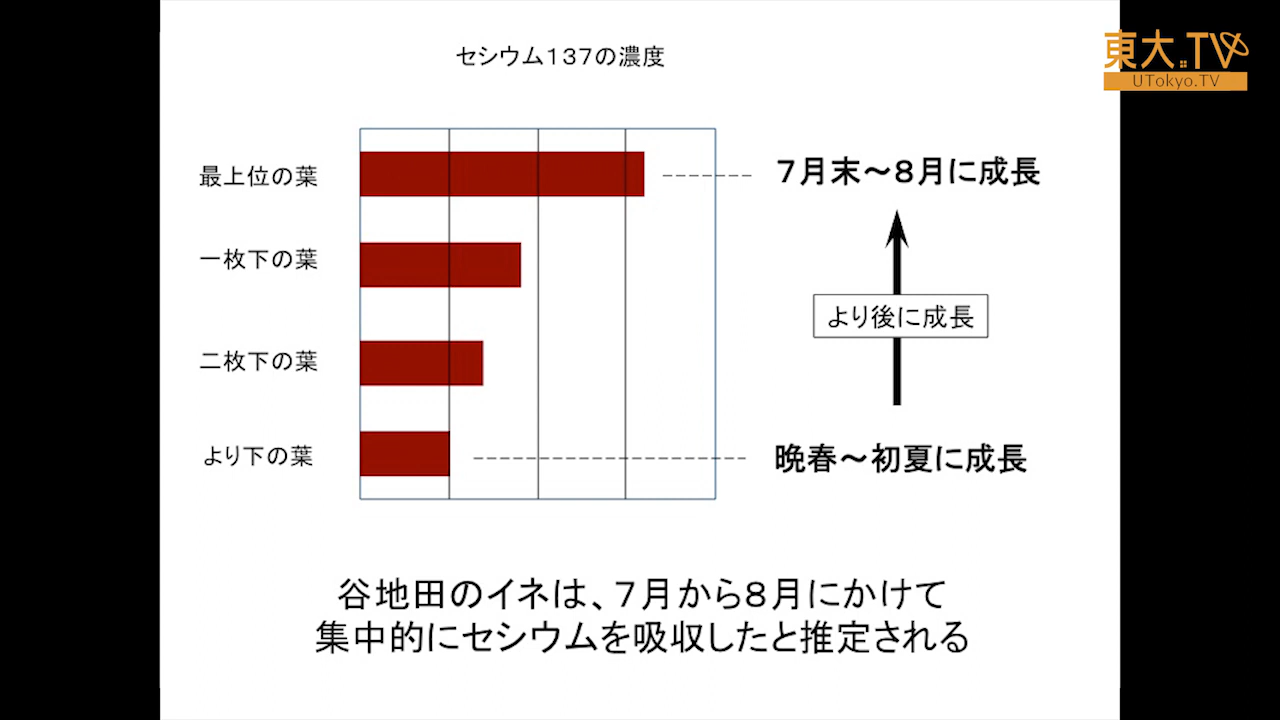 セシウム137の濃度
東大.TV
UTokyo.TV
最上位の葉
7月末～8月に成長
一枚下の葉
より後に成長
二枚下の葉
より下の葉
晩春～初夏に成長
谷地田のイネは、7月から8月にかけて
集中的にセシウムを吸収したと推定される